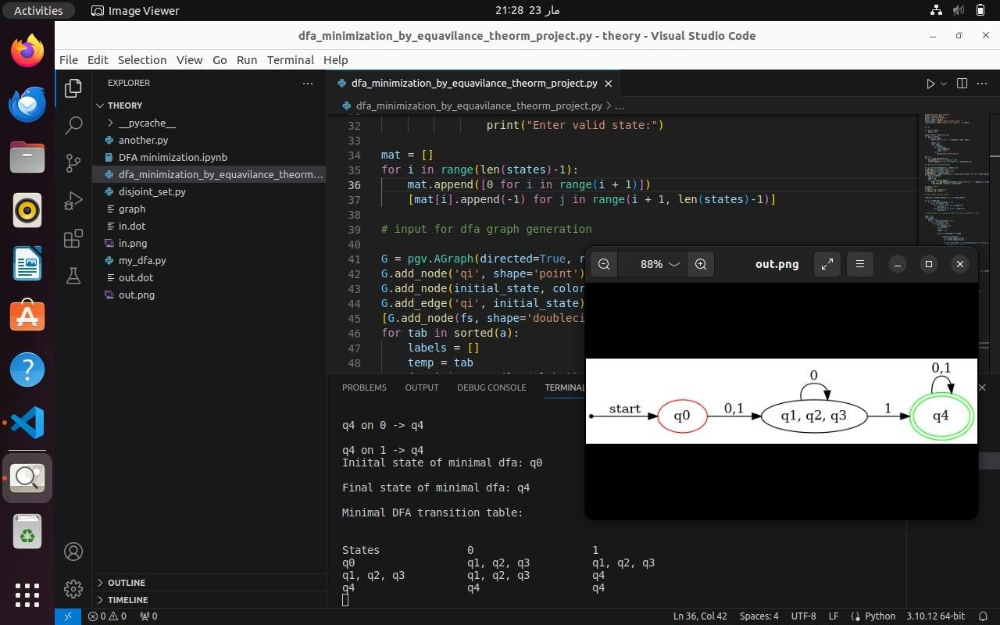 Activities
Image Viewer
21:28 23 مار
dfa_minimization_by_equavilance_theorm_project.py - theory - Visual Studio Code
File Edit Selection View Go Run Terminal Help
EXPLORER
THEORY
__pycache__
another.py
DFA minimization.ipynb
dfa_minimization_by_equavilance_theorm...
disjoint_set.py
graph
in.dot
in.png
my_dfa.py
out.dot
out.png
OUTLINE
TIMELINE
dfa_minimization_by_equavilance_theorm_project.py
dfa_minimization_by_equavilance_theorm_project.py > ...
32 print("Enter valid state:")
33
34 mat = []
35 for i in range(len(states)-1):
36 mat.append([0 for i in range(i + 1)])
37 [mat[i].append(-1) for j in range(i + 1, len(states)-1)]
38
39 # input for dfa graph generation
40
41 G = pgv.AGraph(directed=True, r
42 G.add_node('qi', shape='point')
43 G.add_node(initial_state, color
44 G.add_edge('qi', initial_state)
45 [G.add_node(fs, shape='doubleci
46 for tab in sorted(a):
47 labels = []
48 temp = tab
PROBLEMS OUTPUT DEBUG CONSOLE TERMINAL
q4 on 0 -> q4
q4 on 1 -> q4
Iniital state of minimal dfa: q0
Final state of minimal dfa: q4
Minimal DFA transition table:
States 0 1
q0 q1, q2, q3 q1, q2, q3
q1, q2, q3 q1, q2, q3 q4
q4 q4 q4
88% out.png
0 0,1
start q0 0,1 q1, q2, q3 1 q4
0 0 0 Ln 36, Col 42 Spaces: 4 UTF-8 LF Python 3.10.12 64-bit